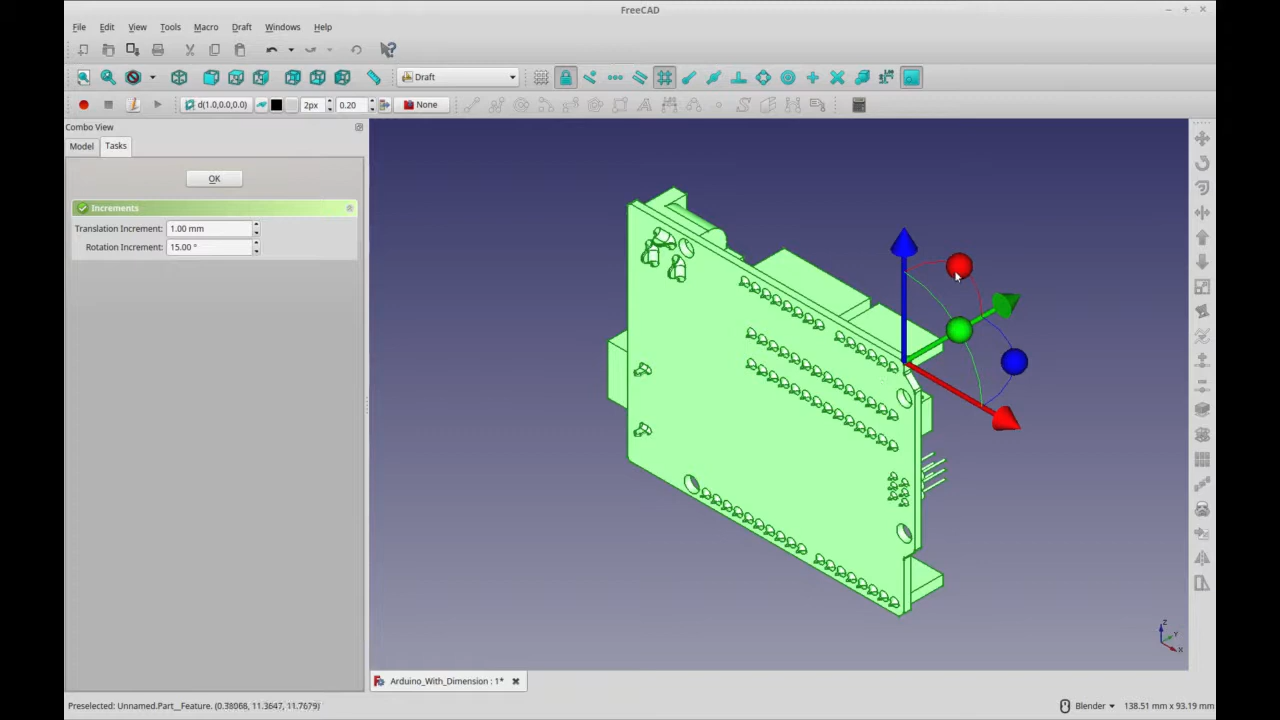 FreeCAD
File Edit View Tools Macro Draft Windows Help
Draft
d(1.0,0.0,0.0) 2px 0.20 None
Combo View
Model Tasks
OK
Increments
Translation Increment: 1.00 mm
Rotation Increment: 15.00 °
Z
Y
X
Arduino_With_Dimension : 1*
Preselected: Unnamed.Part__Feature. (0.38068, 11.3647, 11.7679) Blender 138.51 mm x 93.19 mm